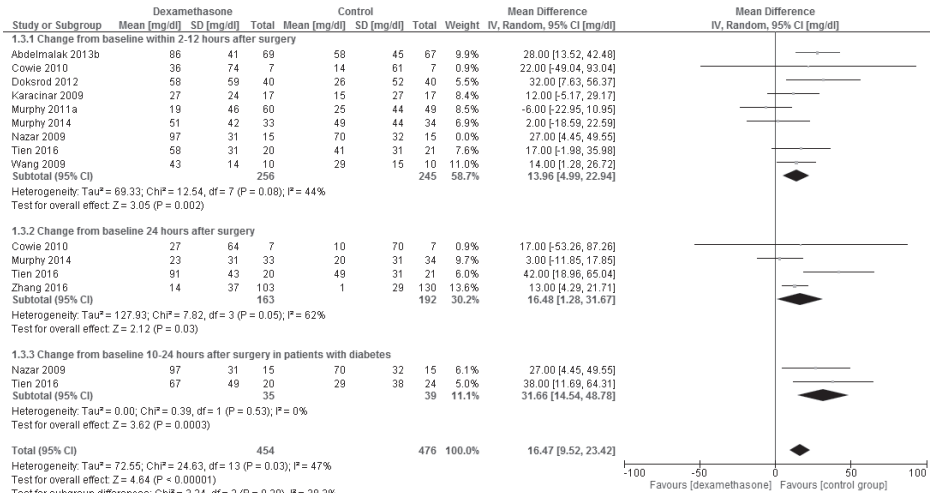 Dexamethasone Control Mean Difference Mean Difference
Study or Subgroup Mean [mg/dl] SD [mg/dl] Total Mean [mg/dl] SD [mg/dl] Total Weight IV, Random, 95% CI IV, Random, 95% CI
1.3.1 Change from baseline within 2-12 hours after surgery
Abdelmalak 2013b 86 41 69 58 45 67 9.9% 28.00 [13.52, 42.48]
Cowie 2010 36 74 7 14 61 7 0.9% 22.00 [-49.04, 93.04]
Doksrod 2012 58 59 40 26 52 40 6.0% 32.00 [7.63, 56.37]
Karacinar 2009 27 24 17 15 27 17 8.4% 12.00 [-5.17, 29.17]
Murphy 2011a 19 46 60 25 44 49 8.5% -6.00 [-22.95, 10.95]
Murphy 2014 51 42 33 49 44 34 7.0% 2.00 [-18.59, 22.59]
Nazar 2009 97 31 15 70 32 15 0.0% 27.00 [4.45, 49.55]
Tien 2016 58 31 20 41 31 21 7.6% 17.00 [-1.98, 35.98]
Wang 2009 43 14 10 29 15 10 11.0% 14.00 [1.28, 26.72]
Subtotal (95% CI) 256 245 58.7% 13.96 [4.99, 22.94]
Heterogeneity: Tau² = 69.33; Chi² = 12.54, df = 7 (P = 0.08); I² = 44%
Test for overall effect: Z = 3.05 (P = 0.002)
1.3.2 Change from baseline 24 hours after surgery
Cowie 2010 27 64 7 10 70 7 0.9% 17.00 [-53.26, 87.26]
Murphy 2014 23 31 33 20 31 34 9.7% 3.00 [-11.85, 17.85]
Tien 2016 91 43 20 49 31 21 6.4% 42.00 [18.96, 65.04]
Zhang 2016 14 37 103 1 29 130 13.6% 13.00 [4.29, 21.71]
Subtotal (95% CI) 163 192 30.2% 16.48 [1.28, 31.67]
Heterogeneity: Tau² = 127.93; Chi² = 7.82, df = 3 (P = 0.05); I² = 62%
Test for overall effect: Z = 2.12 (P = 0.03)
1.3.3 Change from baseline 10-24 hours after surgery in patients with diabetes
Nazar 2009 97 31 15 70 32 15 6.1% 27.00 [4.45, 49.55]
Tien 2016 67 49 20 29 38 24 5.0% 38.00 [11.69, 64.31]
Subtotal (95% CI) 35 39 11.1% 31.66 [14.54, 48.78]
Heterogeneity: Tau² = 0.00; Chi² = 0.39, df = 1 (P = 0.53); I² = 0%
Test for overall effect: Z = 3.62 (P = 0.0003)
Total (95% CI) 454 476 100.0% 16.47 [9.52, 23.42]
Heterogeneity: Tau² = 72.55; Chi² = 24.63, df = 13 (P = 0.03); I² = 47%
Test for overall effect: Z = 4.64 (P < 0.00001)
-100 -50 0 50 100
Favours [dexamethasone] Favours [control group]